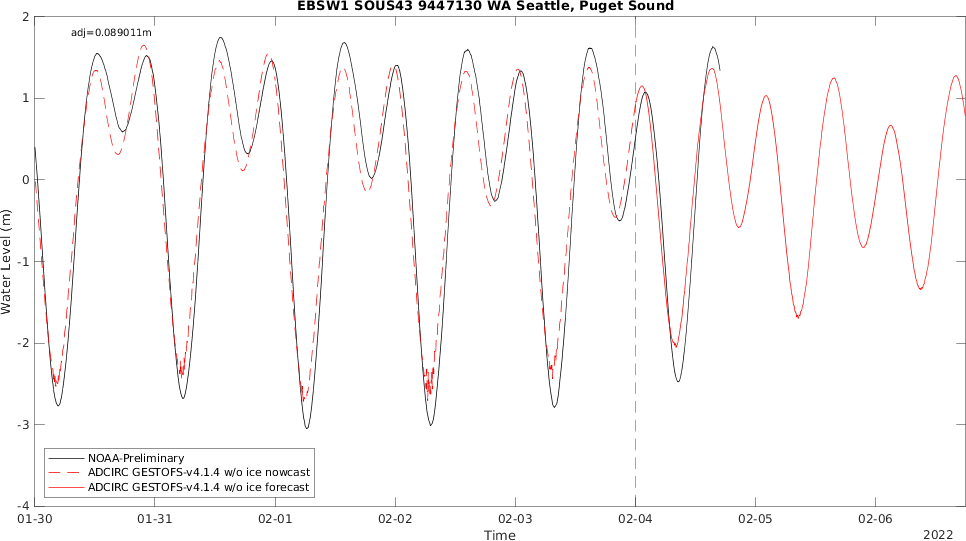 EBSW1 SOUS43 9447130 WA Seattle, Puget Sound
adj=0.089011m
2
1
0
-1
-2
-3
-4
Water Level (m)
NOAA-Preliminary
ADCIRC GESTOFS-v4.1.4 w/o ice nowcast
ADCIRC GESTOFS-v4.1.4 w/o ice forecast
01-30 01-31 02-01 02-02 02-03 02-04 02-05 02-06
Time
2022